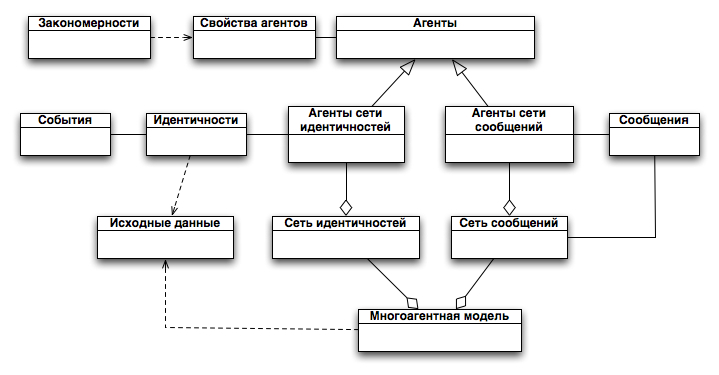 Закономерности
Свойства агентов
Агенты
События
Идентичности
Агенты сети
идентичностей
Агенты сети
сообщений
Сообщения
Исходные данные
Сеть идентичностей
Сеть сообщений
Многоагентная модель